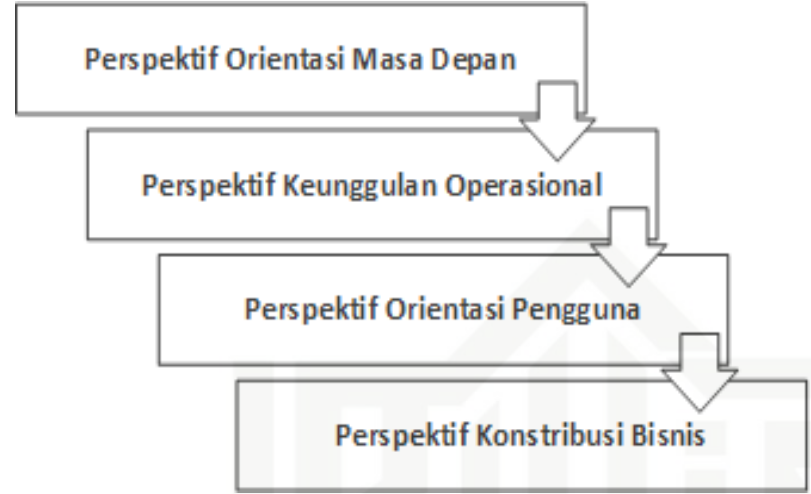 Perspektif Orientasi Masa Depan
Perspektif Keunggulan Operasional
Perspektif Orientasi Pengguna
Perspektif Konstribusi Bisnis